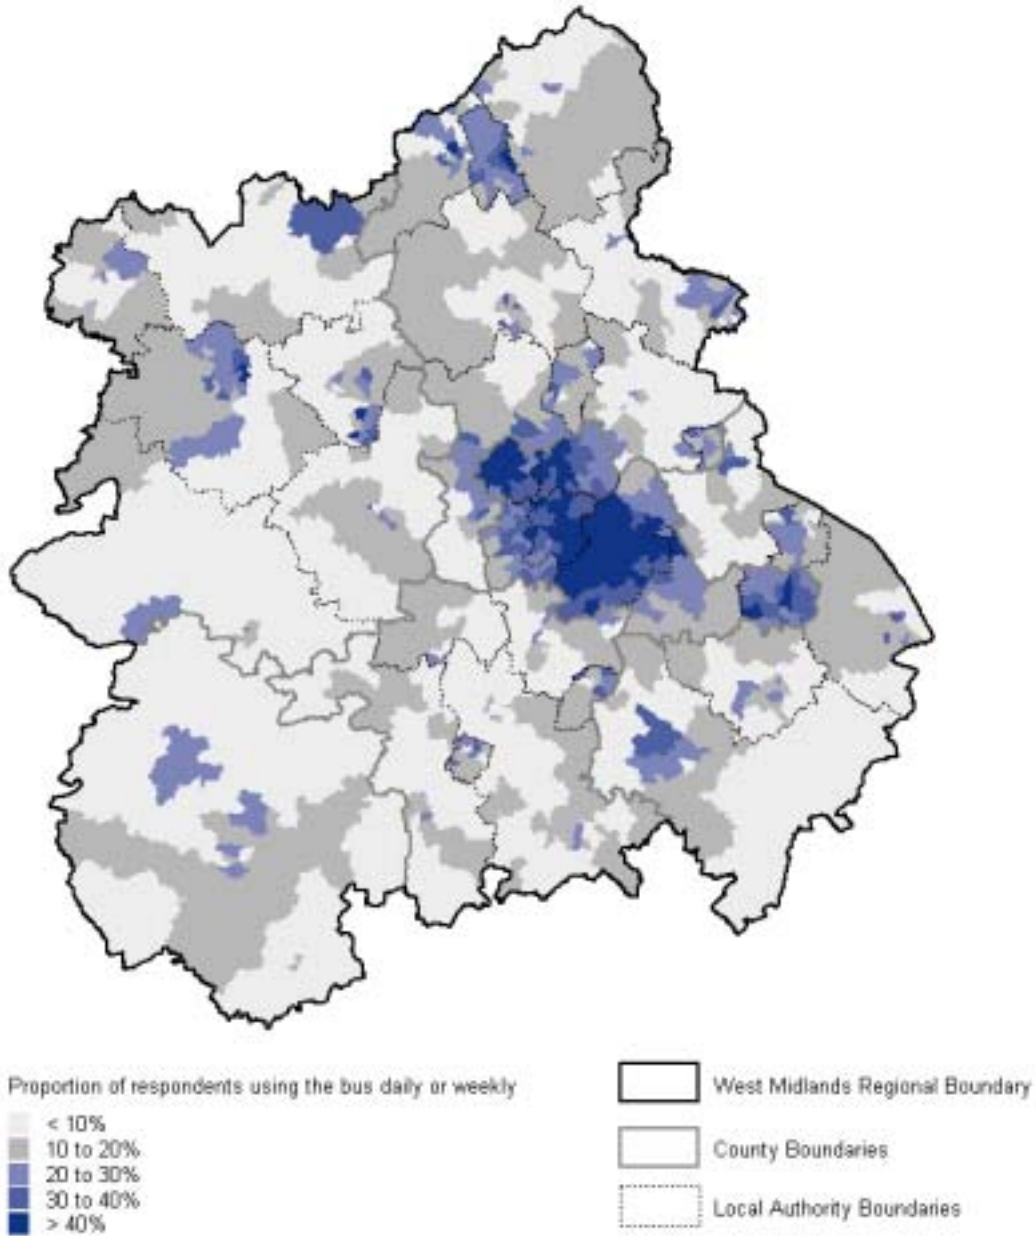 Proportion of respondents using the bus daily or weekly
< 10%
10 to 20%
20 to 30%
30 to 40%
> 40%
West Midlands Regional Boundary
County Boundaries
Local Authority Boundaries